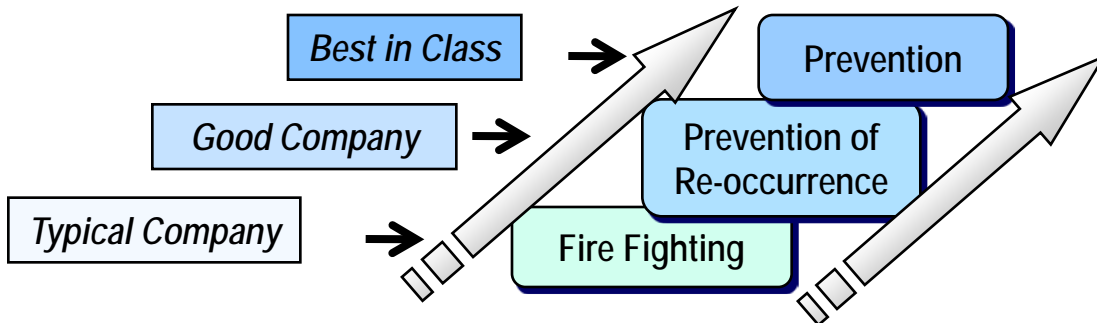 Best in Class
Prevention
Good Company
Prevention of
Re-occurrence
Typical Company
Fire Fighting